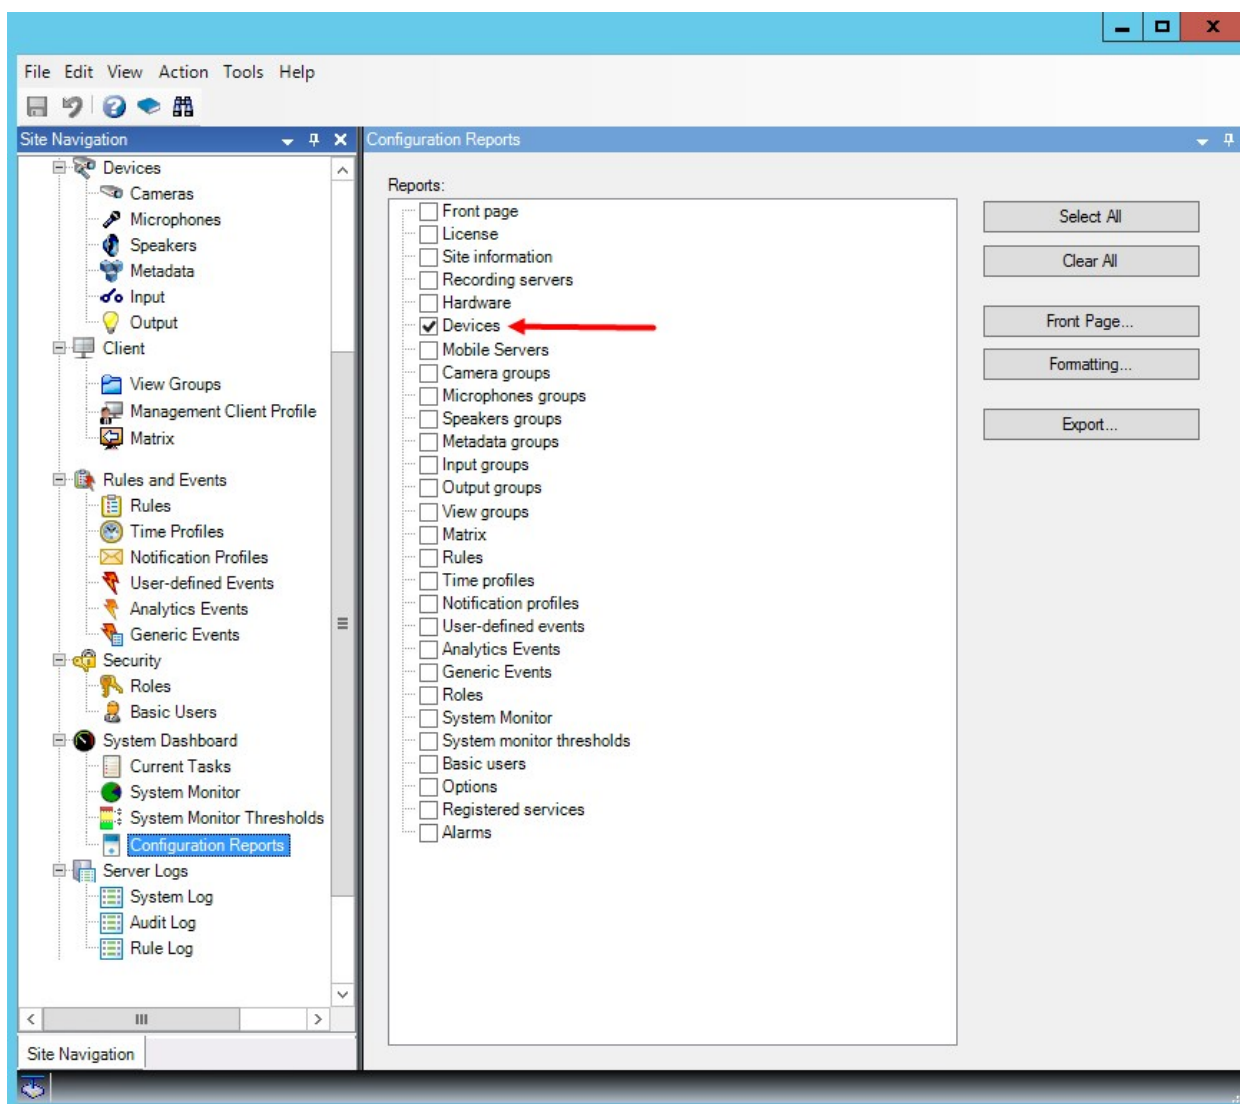 File Edit View Action Tools Help
Site Navigation
Devices
Cameras
Microphones
Speakers
Metadata
Input
Output
Client
View Groups
Management Client Profile
Matrix
Rules and Events
Rules
Time Profiles
Notification Profiles
User-defined Events
Analytics Events
Generic Events
Security
Roles
Basic Users
System Dashboard
Current Tasks
System Monitor
System Monitor Thresholds
Configuration Reports
Server Logs
System Log
Audit Log
Rule Log
Site Navigation
Configuration Reports
Reports:
Front page
License
Site information
Recording servers
Hardware
Devices
Mobile Servers
Camera groups
Microphones groups
Speakers groups
Metadata groups
Input groups
Output groups
View groups
Matrix
Rules
Time profiles
Notification profiles
User-defined events
Analytics Events
Generic Events
Roles
System Monitor
System monitor thresholds
Basic users
Options
Registered services
Alarms
Select All
Clear All
Front Page...
Formatting...
Export...